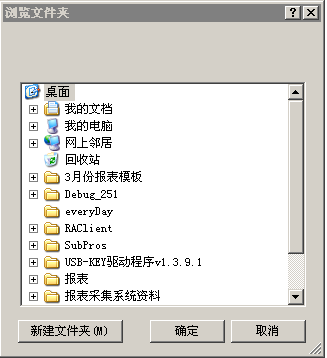 浏览文件夹
桌面
我的文档
我的电脑
网上邻居
回收站
3月份报表模板
Debug_251
everyDay
RAClient
SubPros
USB-KEY驱动程序v1.3.9.1
报表
报表采集系统资料
新建文件夹(M) 确定 取消